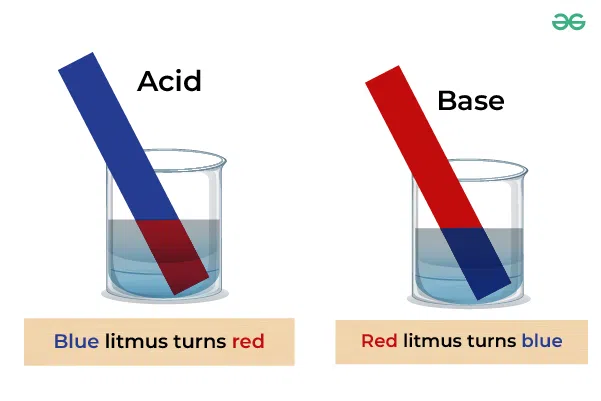 Acid
Base
Blue litmus turns red
Red litmus turns blue